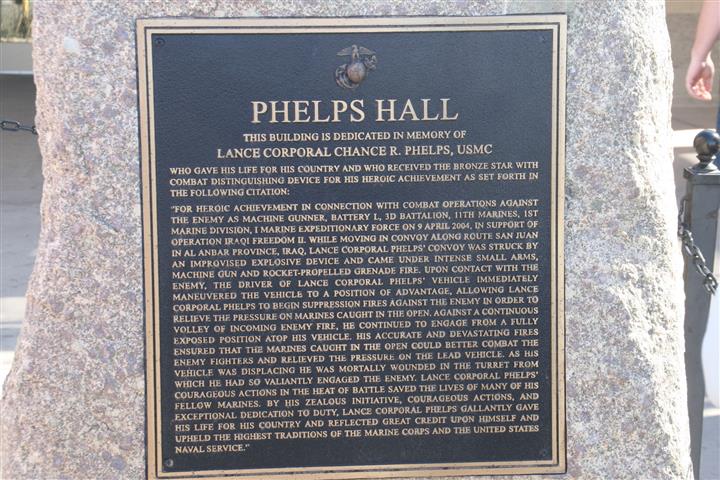 PHELPS HALL
THIS BUILDING IS DEDICATED IN MEMORY OF
LANCE CORPORAL CHANCE R. PHELPS, USMC
WHO GAVE HIS LIFE FOR HIS COUNTRY AND WHO RECEIVED THE BRONZE STAR WITH
COMBAT DISTINGUISHING DEVICE FOR HIS HEROIC ACHIEVEMENT AS SET FORTH IN
THE FOLLOWING CITATION:
"FOR HEROIC ACHIEVEMENT IN CONNECTION WITH COMBAT OPERATIONS AGAINST
THE ENEMY AS MACHINE GUNNER, BATTERY L, 3D BATTALION, 11TH MARINES, 1ST
MARINE DIVISION, I MARINE EXPEDITIONARY FORCE ON 9 APRIL 2004, IN SUPPORT OF
OPERATION IRAQI FREEDOM II. WHILE MOVING IN CONVOY ALONG ROUTE SAN JUAN
IN AL ANBAR PROVINCE, IRAQ, LANCE CORPORAL PHELPS' CONVOY WAS STRUCK BY
AN IMPROVISED EXPLOSIVE DEVICE AND CAME UNDER INTENSE SMALL ARMS,
MACHINE GUN AND ROCKET-PROPELLED GRENADE FIRE. UPON CONTACT WITH THE
ENEMY, THE DRIVER OF LANCE CORPORAL PHELPS' VEHICLE IMMEDIATELY
MANEUVERED THE VEHICLE TO A POSITION OF ADVANTAGE, ALLOWING LANCE
CORPORAL PHELPS TO BEGIN SUPPRESSION FIRES AGAINST THE ENEMY IN ORDER TO
RELIEVE THE PRESSURE ON MARINES CAUGHT IN THE OPEN. AGAINST A CONTINUOUS
VOLLEY OF INCOMING ENEMY FIRE, HE CONTINUED TO ENGAGE FROM A FULLY
EXPOSED POSITION ATOP HIS VEHICLE. HIS ACCURATE AND DEVASTATING FIRES
ENSURED THAT THE MARINES CAUGHT IN THE OPEN COULD BETTER COMBAT THE
ENEMY FIGHTERS AND RELIEVED THE PRESSURE ON THE LEAD VEHICLE. AS HIS
VEHICLE WAS DISPLACING HE WAS MORTALLY WOUNDED IN THE TURRET FROM
WHICH HE HAD SO VALIANTLY ENGAGED THE ENEMY. LANCE CORPORAL PHELPS'
COURAGEOUS ACTIONS IN THE HEAT OF BATTLE SAVED THE LIVES OF MANY OF HIS
FELLOW MARINES. BY HIS ZEALOUS INITIATIVE, COURAGEOUS ACTIONS, AND
EXCEPTIONAL DEDICATION TO DUTY, LANCE CORPORAL PHELPS GALLANTLY GAVE
HIS LIFE FOR HIS COUNTRY AND REFLECTED GREAT CREDIT UPON HIMSELF AND
UPHELD THE HIGHEST TRADITIONS OF THE MARINE CORPS AND THE UNITED STATES
NAVAL SERVICE."